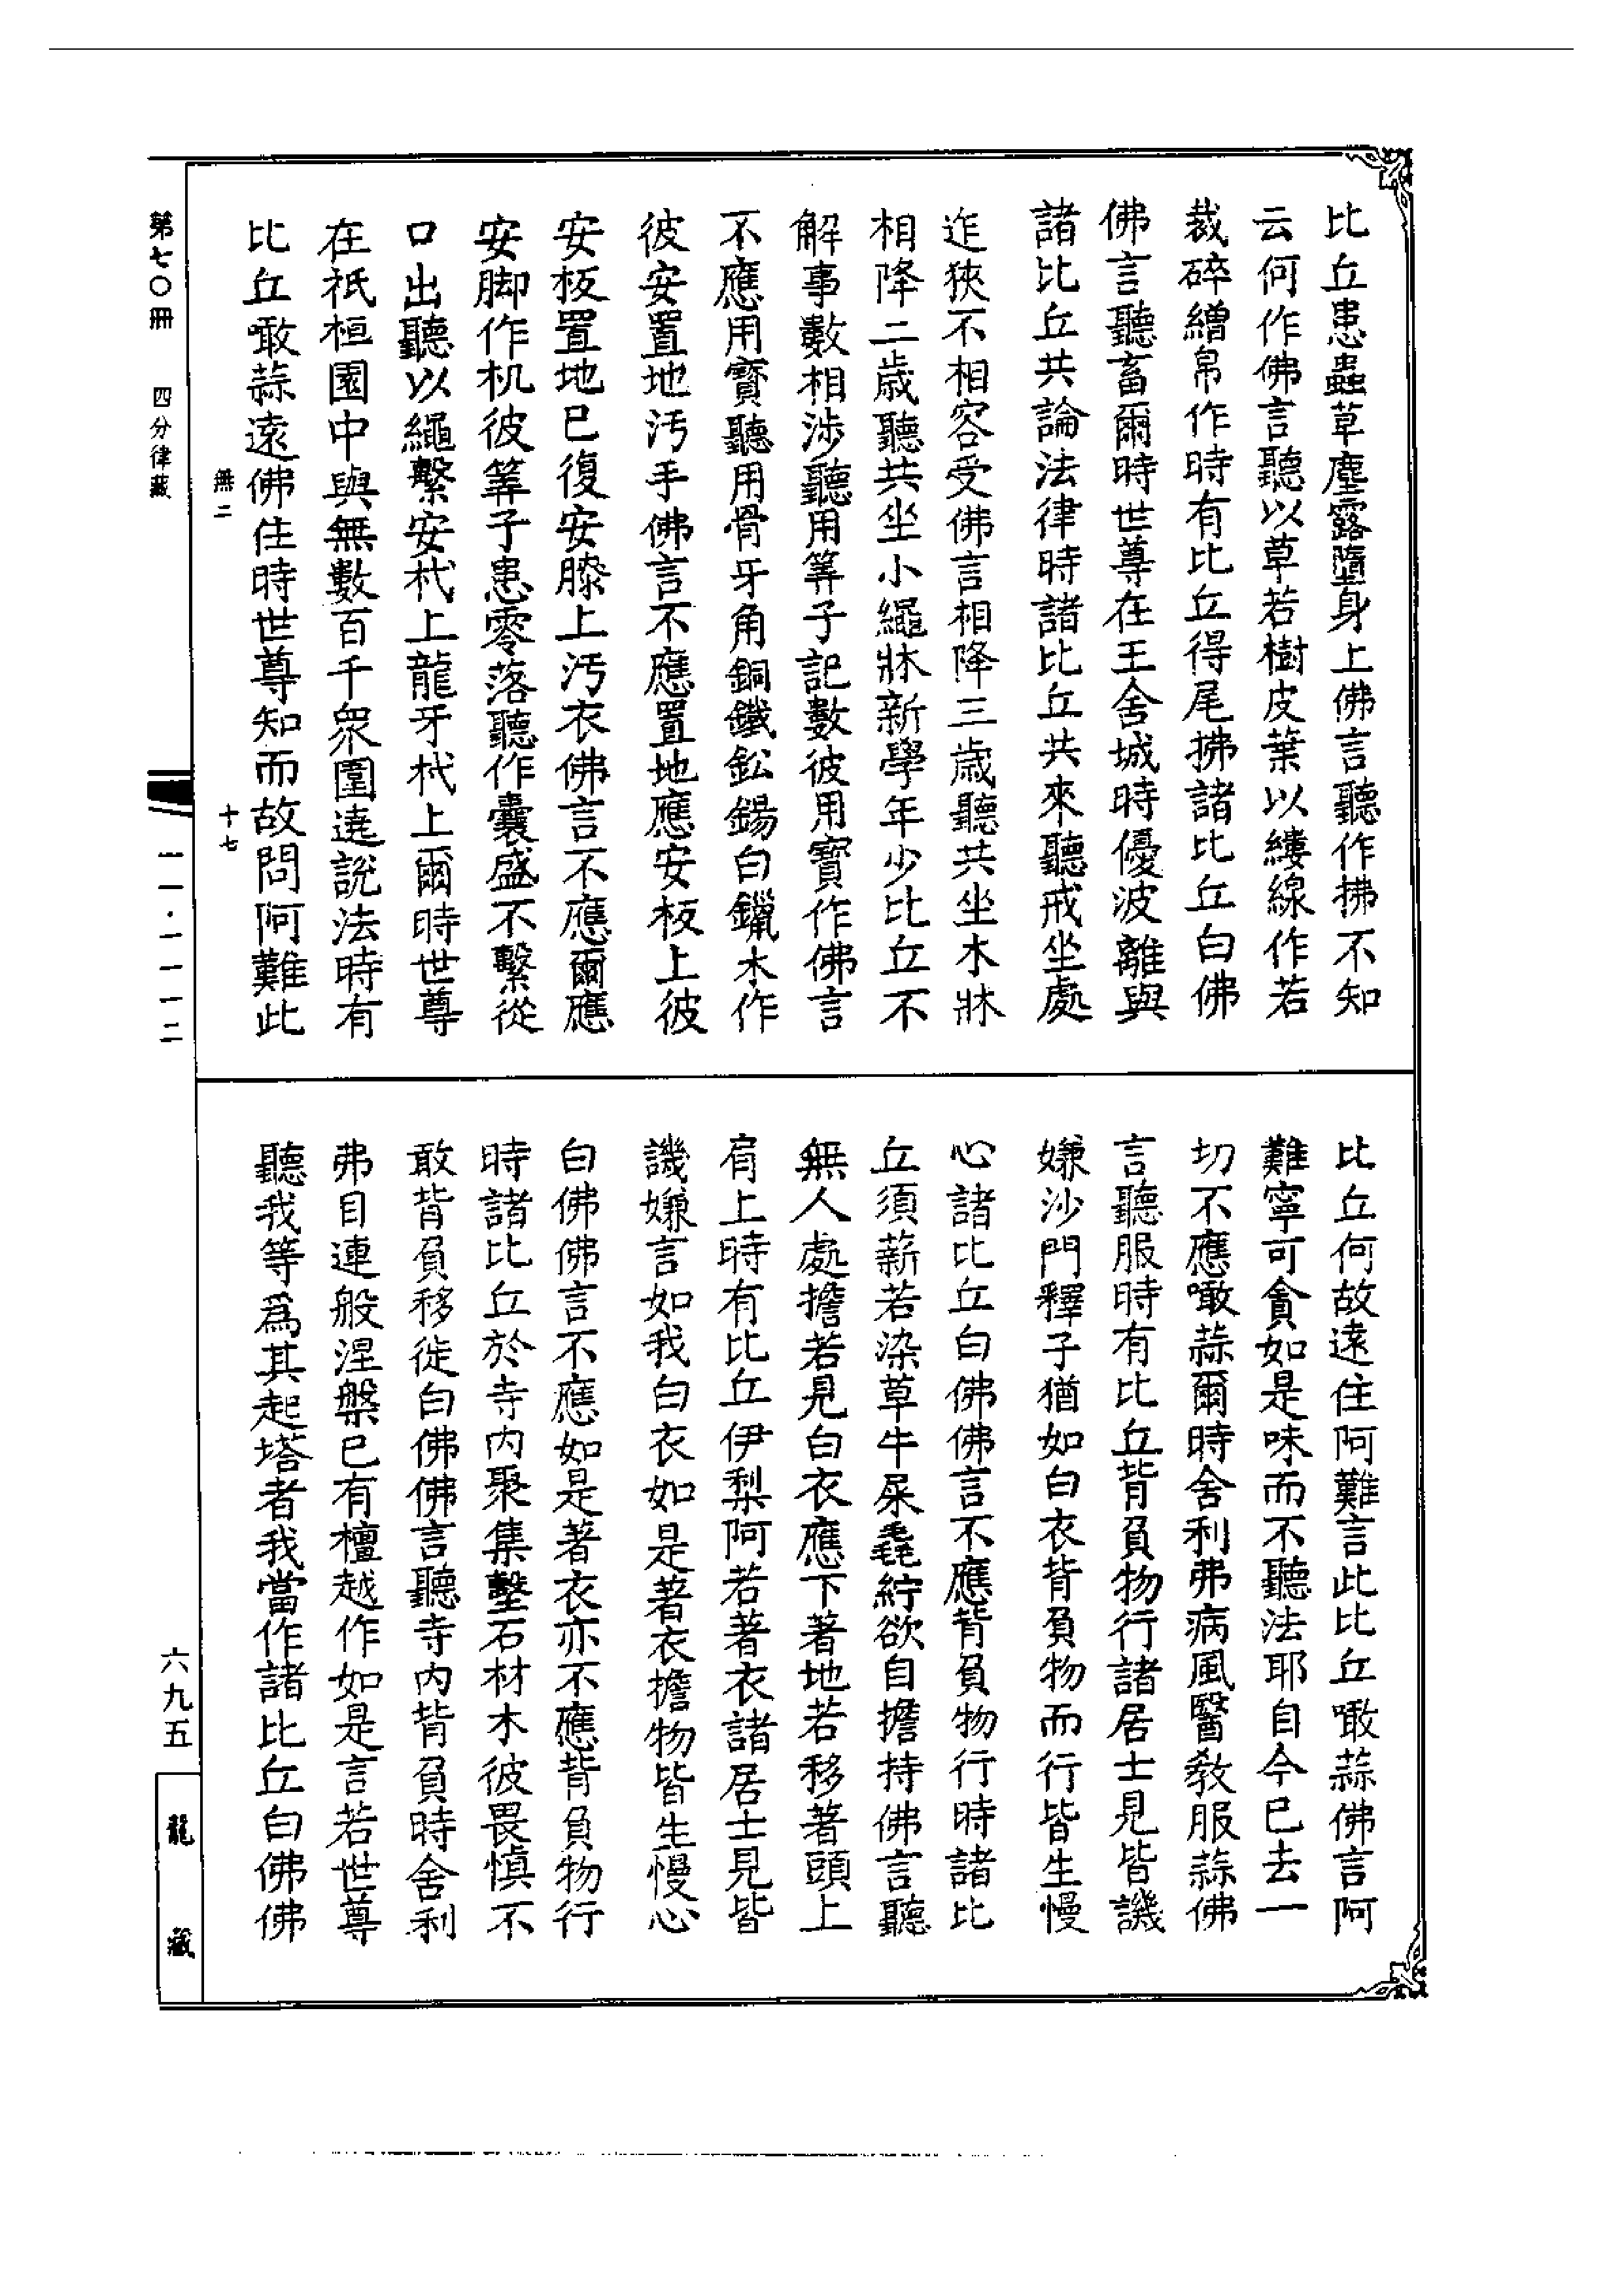 比丘患蟲草塵露墮身上佛言聽作拂不知
云何作佛言聽以草若樹皮葉以縷線作若
裁碎繒帛作時有比丘得尾拂諸比丘白佛
佛言聽畜爾時世尊在王舍城時優波離與
諸比丘共論法律時諸比丘共來聽戒坐處
迮狹不相容受佛言相降三歲聽共坐木牀
相降二歲聽共坐小繩牀新學年少比丘不
解事數相涉聽用筭子記數彼用寶作佛言
不應用寶聽用骨牙角銅鐵鈆錫白鑞木作
彼安置地汚手佛言不應置地應安板上彼
安板置地已復安膝上汚衣佛言不應爾應
安脚作机彼筭子患零落聽作囊盛不繫從
口出聽以繩繫安杙上龍牙杙上爾時世尊
在祇桓園中與無數百千衆圍遶說法時有
比丘噉蒜遠佛住時世尊知而故問阿難此
比丘何故遠住阿難言此比丘噉蒜佛言阿
難寧可貪如是味而不聽法耶自今已去一
切不應噉蒜爾時舍利弗病風醫教服蒜佛
言聽服時有比丘背負物行諸居士見皆譏
嫌沙門釋子猶如白衣背負物而行皆生慢
心諸比丘白佛佛言不應背負物行時諸比
丘須薪若染草牛屎毳紵欲自擔持佛言聽
無人處擔若見白衣應下著地若移著頭上
肩上時有比丘伊梨阿若著衣諸居士見皆
譏嫌言如我白衣如是著衣擔物皆生慢心
白佛佛言不應如是著衣亦不應背負物行
時諸比丘於寺內聚集墼石材木彼畏慎不
敢背負移徙白佛佛言聽寺內背負時舍利
弗目連般涅槃已有檀越作如是言若世尊
聽我等爲其起塔者我當作諸比丘白佛佛
無二
十七
第七〇冊
四分律藏
一一·一一一二
六九五
龍藏